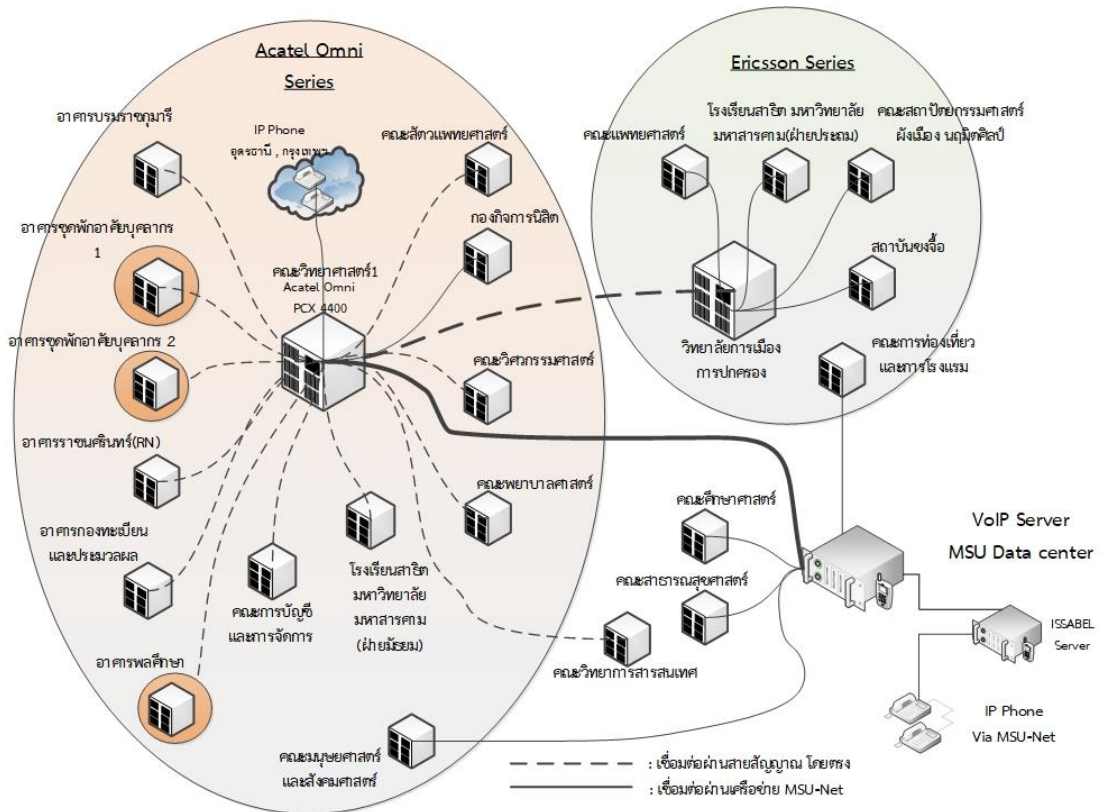 Acatel Omni
Series
Ericsson Series
อาคารบรมราชกุมารี
IP Phone
อุดรธานี , กรุงเทพฯ
คณะสัตวแพทยศาสตร์
คณะแพทยศาสตร์
โรงเรียนสาธิต มหาวิทยาลัย
มหาสารคาม(ฝ่ายประถม)
คณะสถาปัตยกรรมศาสตร์
ผังเมือง นฤมิตศิลป์
อาคารชุดพักอาศัยบุคลากร
1
กองกิจการนิสิต
สถาบันขงจื้อ
คณะวิทยาศาสตร์1
Acatel Omni
PCX 4400
อาคารชุดพักอาศัยบุคลากร 2
คณะวิศวกรรมศาสตร์
วิทยาลัยการเมือง
การปกครอง
คณะการท่องเที่ยว
และการโรงแรม
อาคารราชนครินทร์(RN)
คณะพยาบาลศาสตร์
คณะศึกษาศาสตร์
VoIP Server
MSU Data center
อาคารกองทะเบียน
และประมวลผล
คณะการบัญชี
และการจัดการ
โรงเรียนสาธิต
มหาวิทยาลัย
มหาสารคาม
(ฝ่ายมัธยม)
คณะสาธารณสุขศาสตร์
ISSABEL
Server
อาคารพลศึกษา
คณะวิทยาการสารสนเทศ
IP Phone
Via MSU-Net
คณะมนุษยศาสตร์
และสังคมศาสตร์
: เชื่อมต่อผ่านสายสัญญาณ โดยตรง
: เชื่อมต่อผ่านเครือข่าย MSU-Net